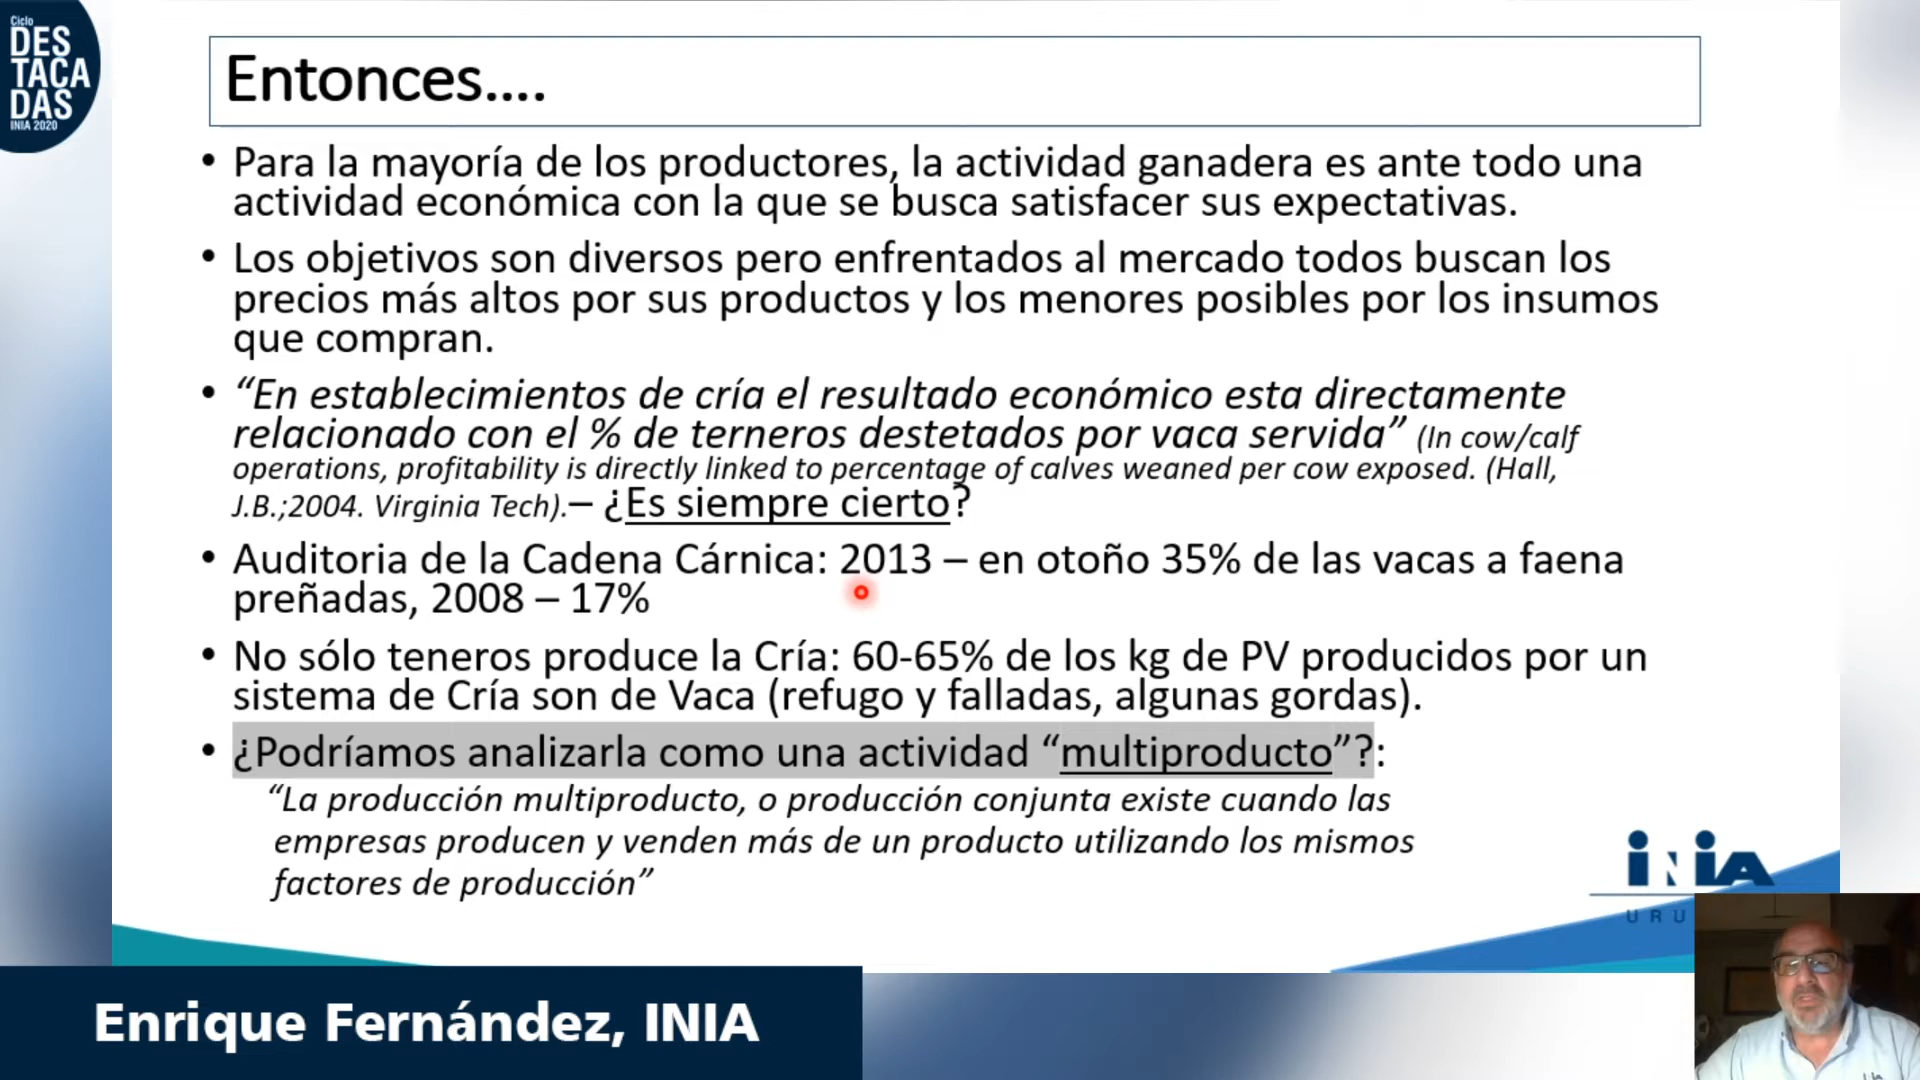 Ciclo
DES
TACA
DAS
INIA 2020
Entonces....
• Para la mayoría de los productores, la actividad ganadera es ante todo una
actividad económica con la que se busca satisfacer sus expectativas.
• Los objetivos son diversos pero enfrentados al mercado todos buscan los
precios más altos por sus productos y los menores posibles por los insumos
que compran.
• “En establecimientos de cría el resultado económico esta directamente
relacionado con el % de terneros destetados por vaca servida” (In cow/calf
operations, profitability is directly linked to percentage of calves weaned per cow exposed. (Hall,
J.B.;2004. Virginia Tech).– ¿Es siempre cierto?
• Auditoria de la Cadena Cárnica: 2013 – en otoño 35% de las vacas a faena
preñadas, 2008 – 17%
• No sólo teneros produce la Cría: 60-65% de los kg de PV producidos por un
sistema de Cría son de Vaca (refugo y falladas, algunas gordas).
• ¿Podríamos analizarla como una actividad “multiproducto”?:
“La producción multiproducto, o producción conjunta existe cuando las
empresas producen y venden más de un producto utilizando los mismos
factores de producción”
INIA
URU
Enrique Fernández, INIA